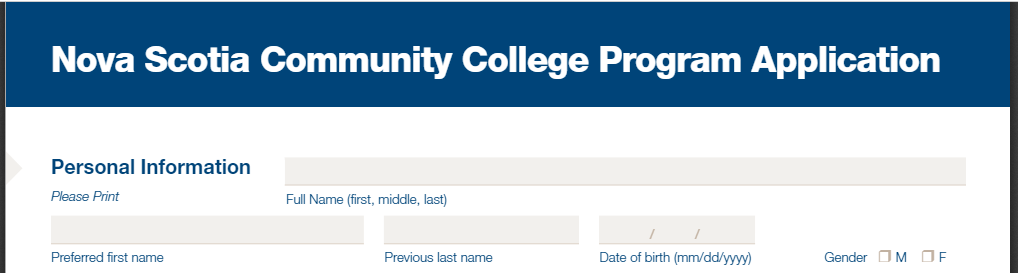 Nova Scotia Community College Program Application
Personal Information
Please Print
Full Name (first, middle, last)
/ /
Preferred first name Previous last name Date of birth (mm/dd/yyyy) Gender M F